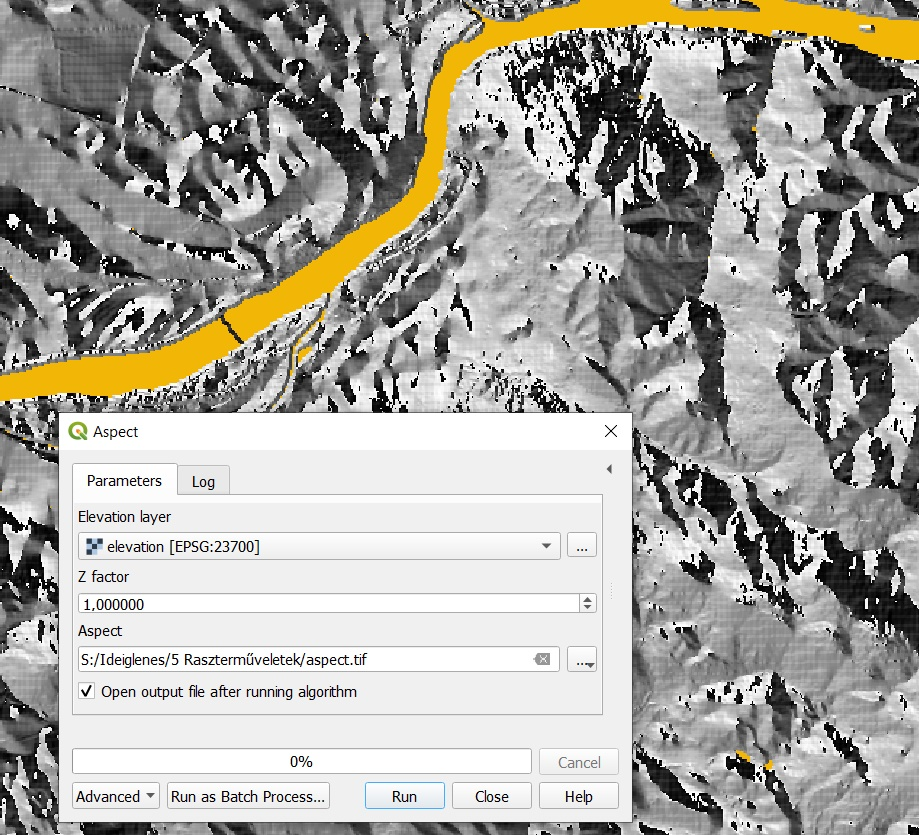 Aspect
Parameters
Log
Elevation layer
elevation [EPSG:23700]
...
Z factor
1,000000
Aspect
S:/Ideiglenes/5 Raszterműveletek/aspect.tif
...
Open output file after running algorithm
0%
Cancel
Advanced
Run as Batch Process...
Run
Close
Help